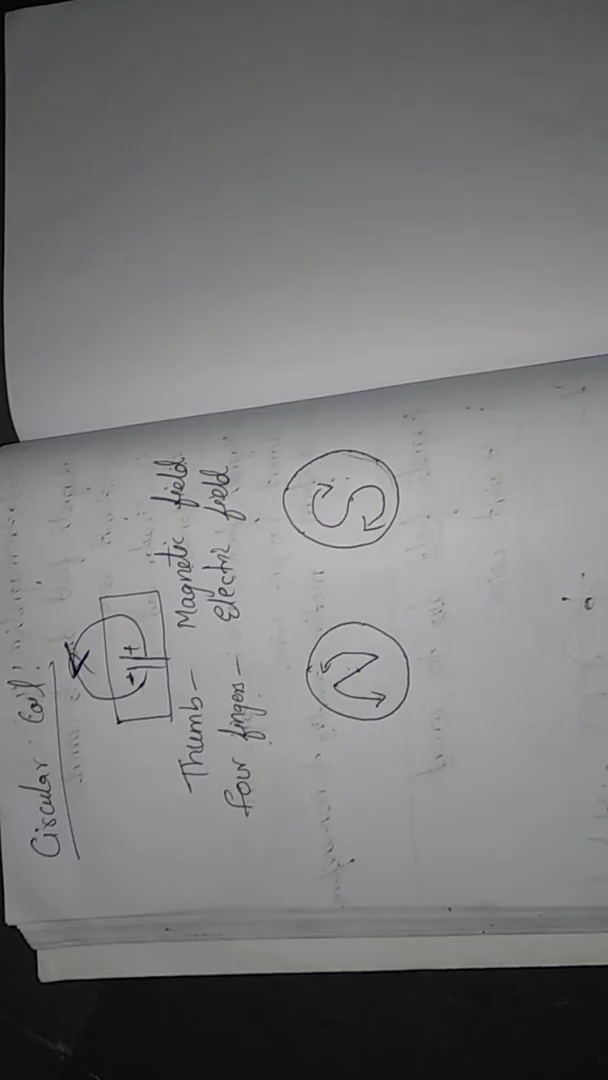 Circular Coil:
Thumb - Magnetic field
four fingers - Electric field
N S